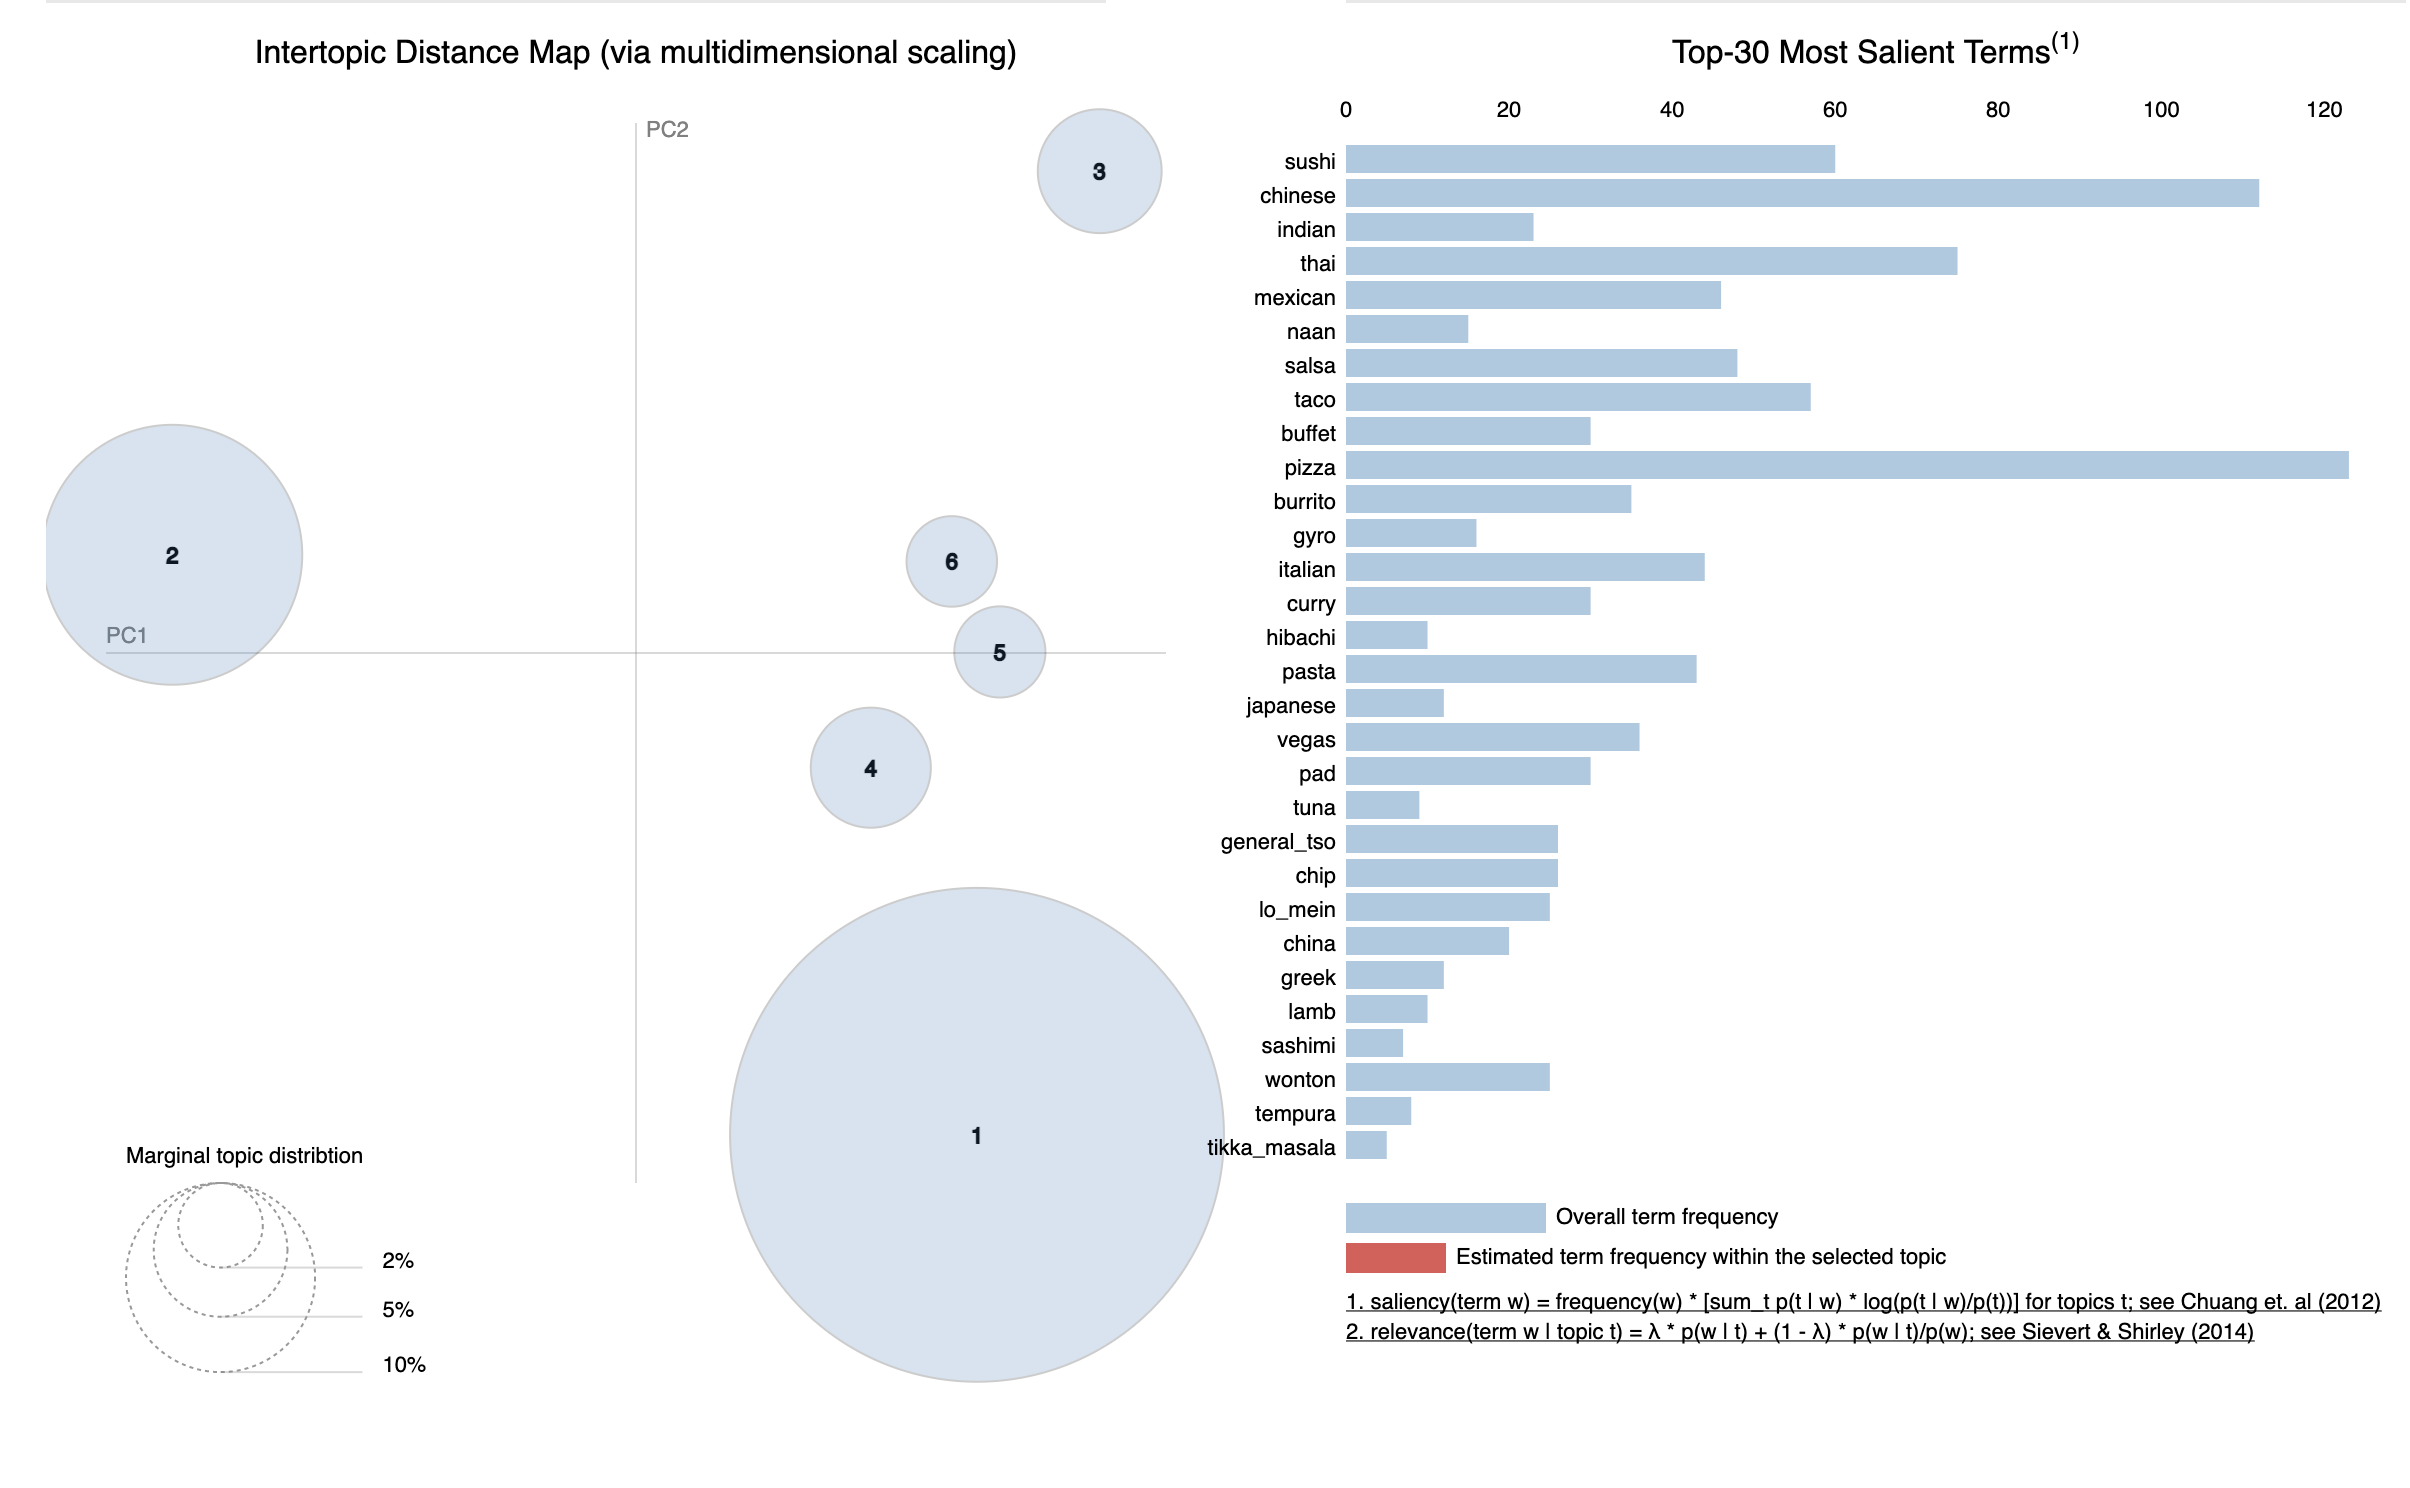 Intertopic Distance Map (via multidimensional scaling)
PC2
3
2
6
PC1
5
4
1
Marginal topic distribtion
2%
5%
10%
Top-30 Most Salient Terms(1)
0 20 40 60 80 100 120
sushi
chinese
indian
thai
mexican
naan
salsa
taco
buffet
pizza
burrito
gyro
italian
curry
hibachi
pasta
japanese
vegas
pad
tuna
general_tso
chip
lo_mein
china
greek
lamb
sashimi
wonton
tempura
tikka_masala
Overall term frequency
Estimated term frequency within the selected topic
1. saliency(term w) = frequency(w) * [sum_t p(t | w) * log(p(t | w)/p(t))] for topics t; see Chuang et. al (2012)
2. relevance(term w | topic t) = λ * p(w | t) + (1 - λ) * p(w | t)/p(w); see Sievert & Shirley (2014)